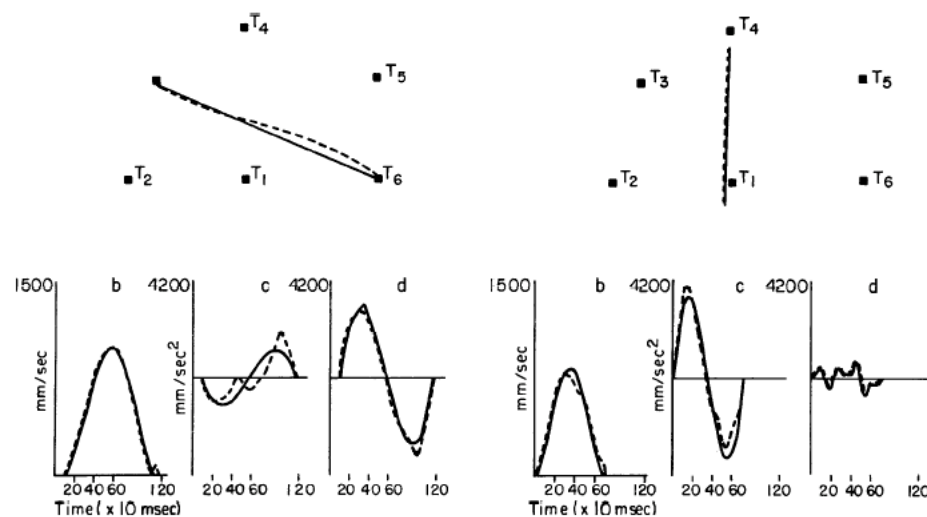 T4 T4
T5 T3 T5
T2 T1 T6 T2 T1 T6
1500 b 4200 c 4200 d 1500 b 4200 c 4200 d
mm/sec mm/sec² mm/sec mm/sec²
20 40 60 120 20 40 60 120 20 40 60 120 20 40 60 120 20 40 60 120 20 40 60 120
Time (x 10 msec) Time (x 10 msec)